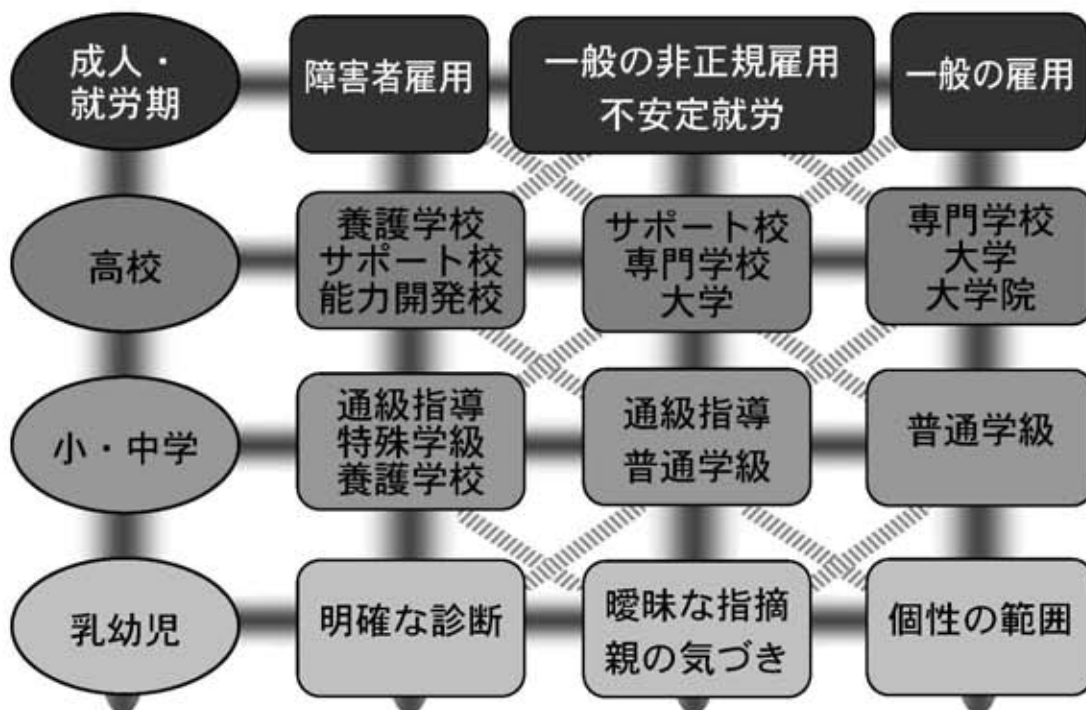 成人・
就労期
障害者雇用
一般の非正規雇用
不安定就労
一般の雇用
高校
養護学校
サポート校
能力開発校
サポート校
専門学校
大学
専門学校
大学
大学院
小・中学
通級指導
特殊学級
養護学校
通級指導
普通学級
普通学級
乳幼児
明確な診断
曖昧な指摘
親の気づき
個性の範囲